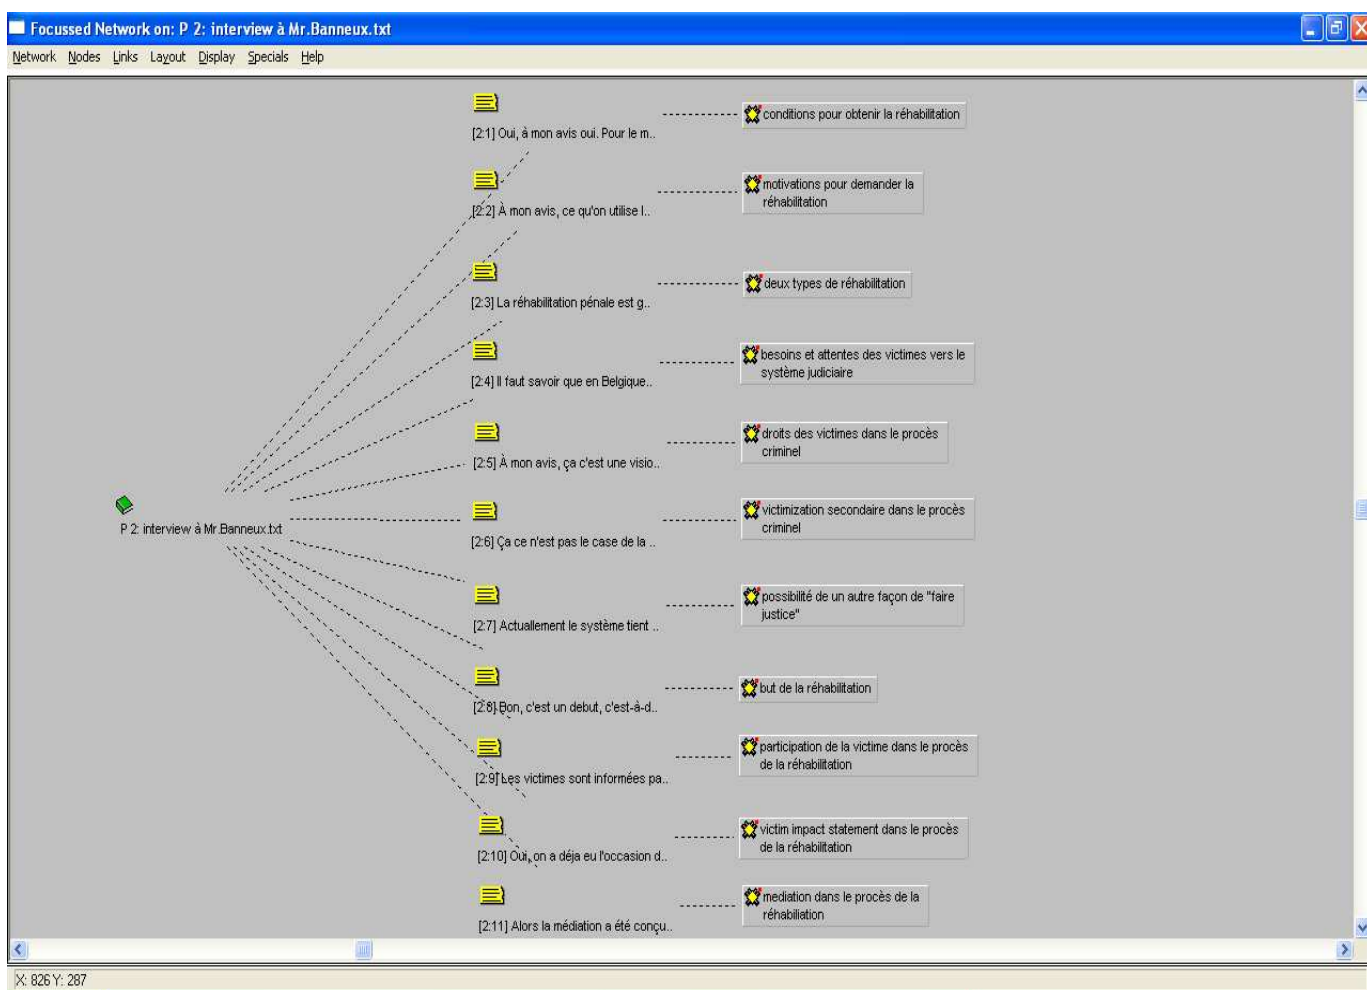 Focussed Network on: P 2: interview à Mr.Banneux.txt
Network Nodes Links Layout Display Specials Help
[2:1] Oui, à mon avis oui. Pour le m..
conditions pour obtenir la réhabilitation
[2:2] À mon avis, ce qu'on utilise l..
motivations pour demander la
réhabilitation
[2:3] La réhabilitation pénale est g..
deux types de réhabilitation
[2:4] Il faut savoir que en Belgique..
besoins et attentes des victimes vers le
système judiciaire
[2:5] À mon avis, ça c'est une visio..
droits des victimes dans le procès
criminel
P 2: interview à Mr.Banneux.txt
[2:6] Ça ce n'est pas le case de la ..
victimization secondaire dans le procès
criminel
[2:7] Actuallement le système tient ..
possibilité de un autre façon de "faire
justice"
[2:8] Bon, c'est un debut, c'est-à-d..
but de la réhabilitation
[2:9] Les victimes sont informées pa..
participation de la victime dans le procès
de la réhabilitation
[2:10] Oui, on a déja eu l'occasion d..
victim impact statement dans le procès
de la réhabilitation
[2:11] Alors la médiation a été conçu..
mediation dans le procès de la
réhabiliation
X: 826 Y: 287